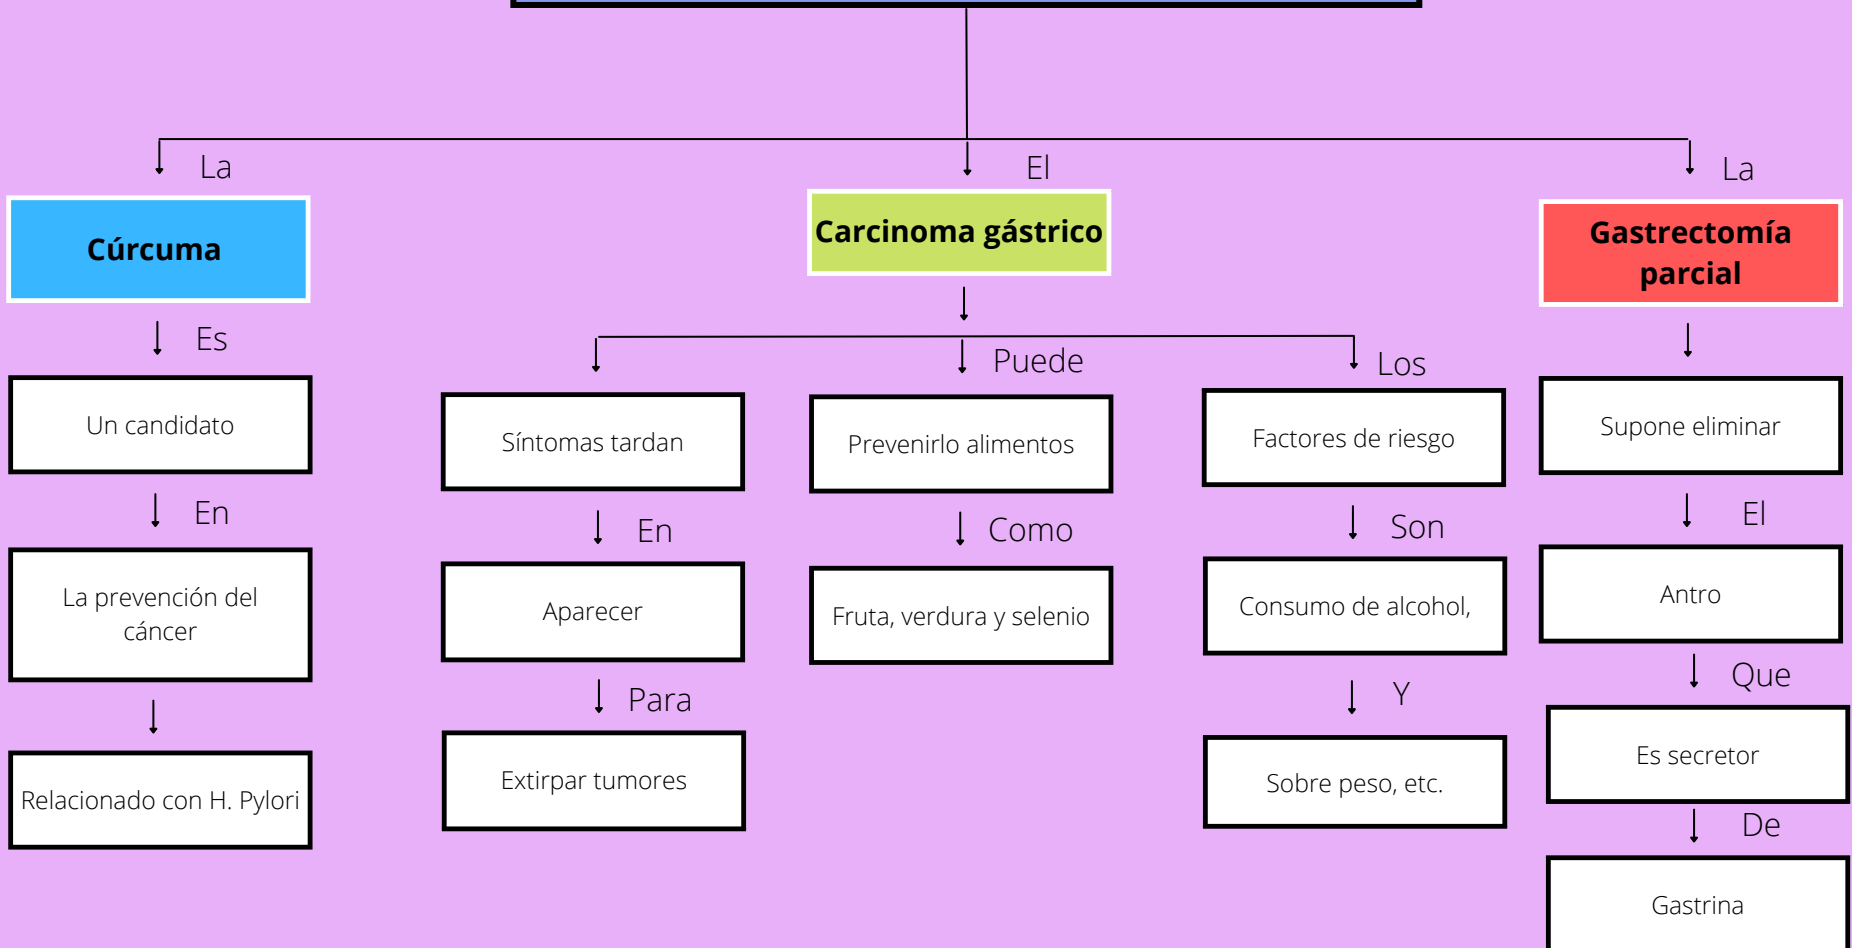 La
Cúrcuma
Es
Un candidato
En
La prevención del
cáncer
Relacionado con H. Pylori
El
Carcinoma gástrico
Síntomas tardan
En
Aparecer
Para
Extirpar tumores
Puede
Prevenirlo alimentos
Como
Fruta, verdura y selenio
Los
Factores de riesgo
Son
Consumo de alcohol,
Y
Sobre peso, etc.
La
Gastrectomía
parcial
Supone eliminar
El
Antro
Que
Es secretor
De
Gastrina